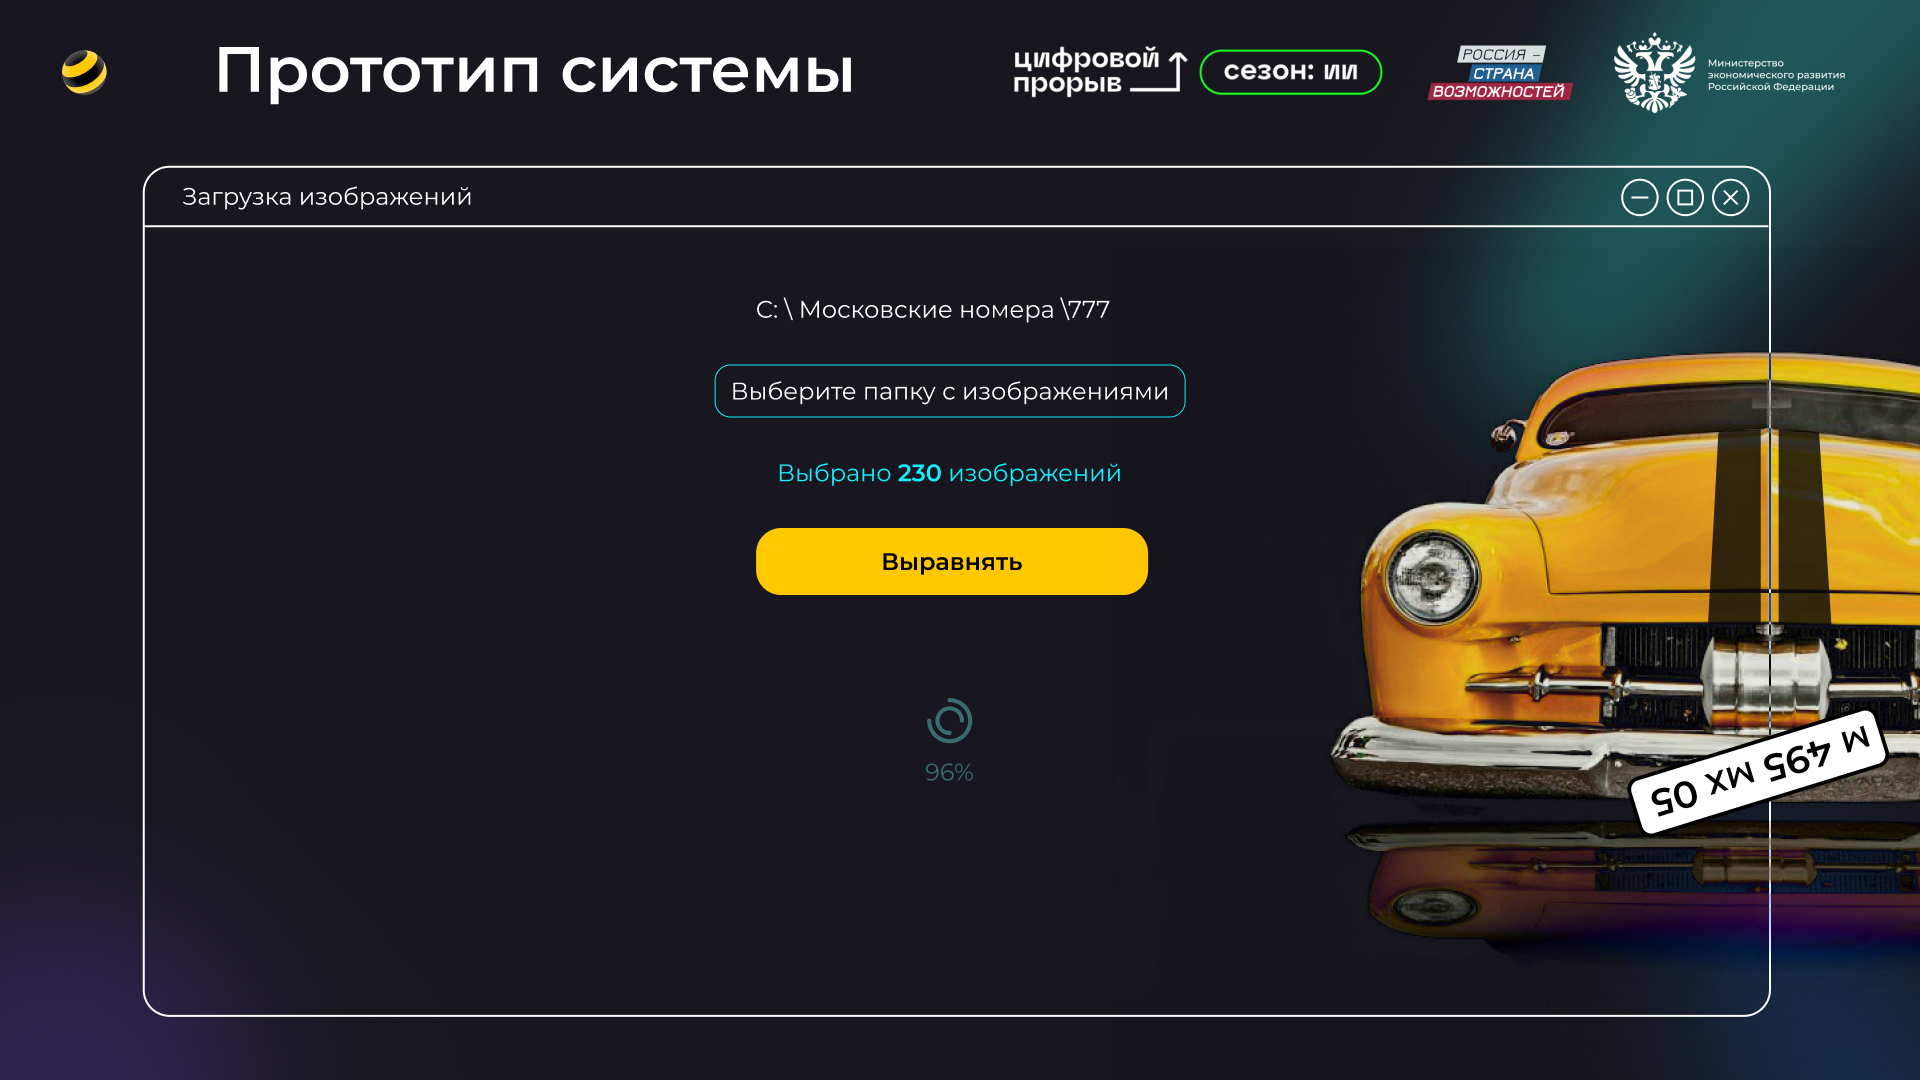 Прототип системы
цифровой
прорыв
сезон: ии
РОССИЯ –
СТРАНА
ВОЗМОЖНОСТЕЙ
Министерство
экономического развития
Российской Федерации
Загрузка изображений
C: \ Московские номера \777
Выберите папку с изображениями
Выбрано 230 изображений
Выравнять
96%
М 495 МХ 05